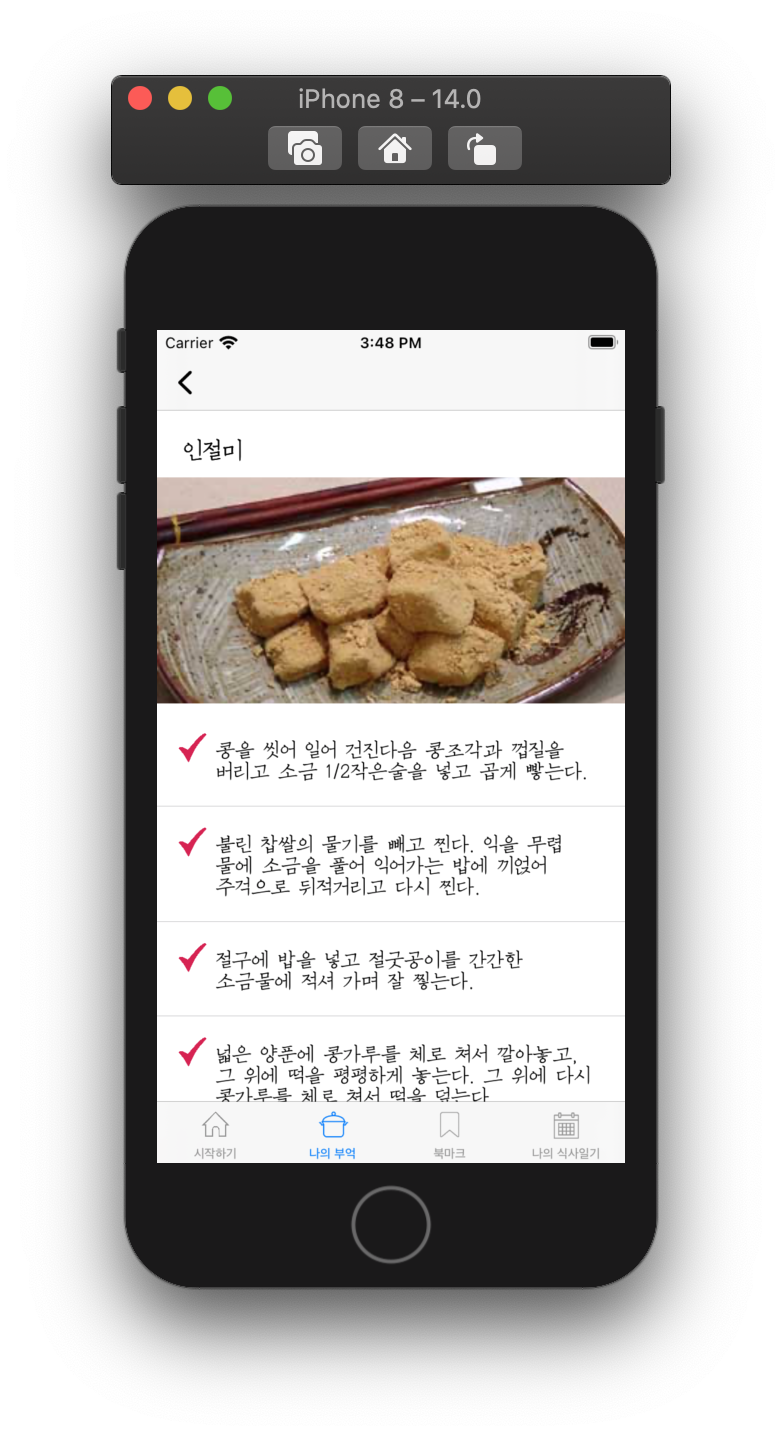 iPhone 8 – 14.0
Carrier
3:48 PM
인절미
콩을 씻어 일어 건진다음 콩조각과 껍질을
버리고 소금 1/2작은술을 넣고 곱게 빻는다.
불린 찹쌀의 물기를 빼고 찐다. 익을 무렵
물에 소금을 풀어 익어가는 밥에 끼얹어
주걱으로 뒤적거리고 다시 찐다.
절구에 밥을 넣고 절굿공이를 간간한
소금물에 적셔 가며 잘 찧는다.
넓은 양푼에 콩가루를 체로 쳐서 깔아놓고,
그 위에 떡을 평평하게 놓는다. 그 위에 다시
콩가루를 체로 쳐서 떡을 덮는다
시작하기
나의 부엌
북마크
나의 식사일기